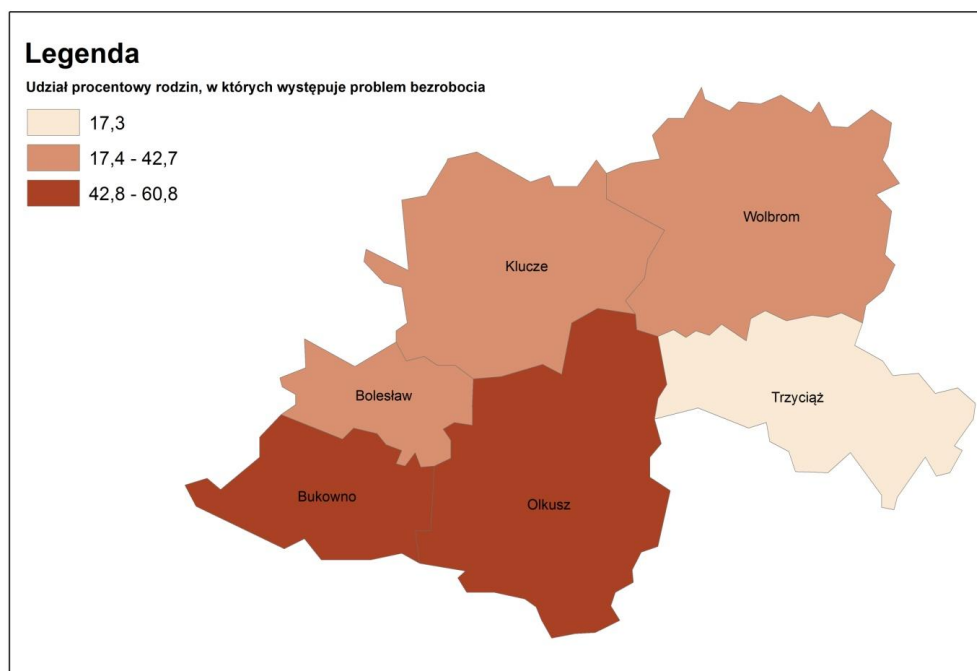 Legenda
Udział procentowy rodzin, w których występuje problem bezrobocia
17,3
17,4 - 42,7
42,8 - 60,8
Wolbrom
Klucze
Bolesław
Trzyciąż
Bukowno
Olkusz